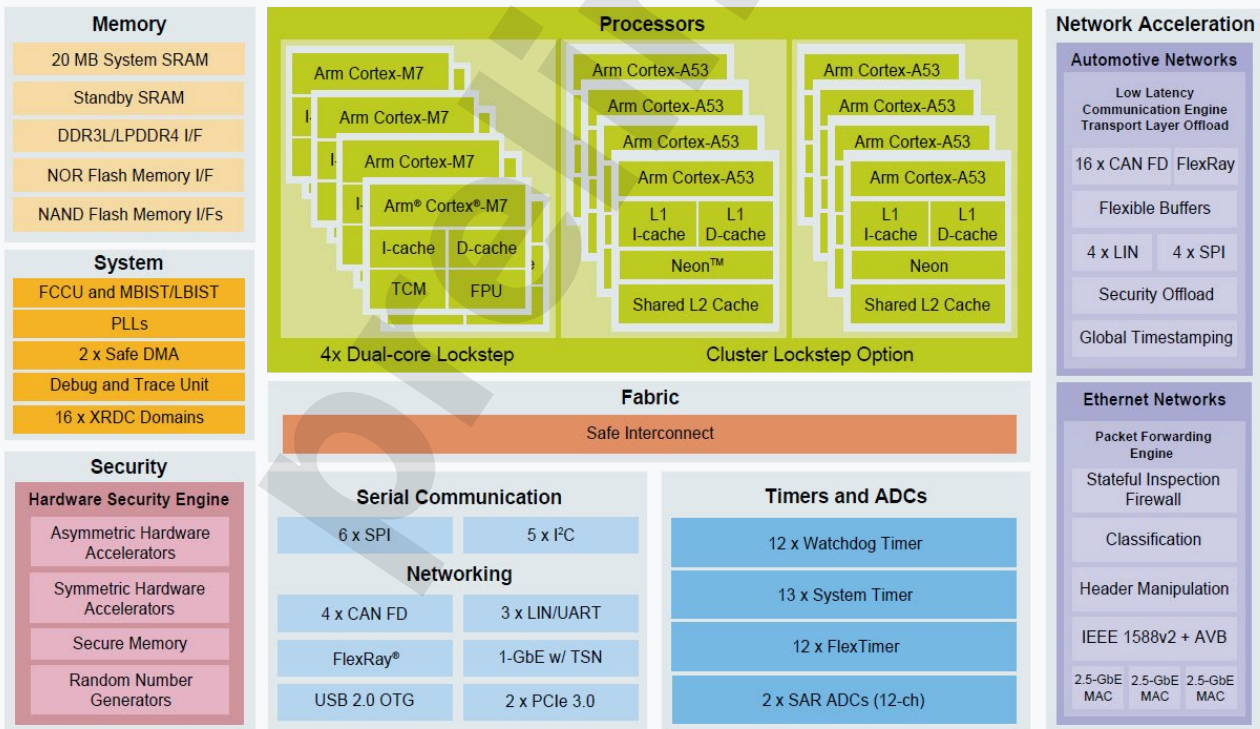 Memory
20 MB System SRAM
Standby SRAM
DDR3L/LPDDR4 I/F
NOR Flash Memory I/F
NAND Flash Memory I/Fs
System
FCCU and MBIST/LBIST
PLLs
2 x Safe DMA
Debug and Trace Unit
16 x XRDC Domains
Security
Hardware Security Engine
Asymmetric Hardware
Accelerators
Symmetric Hardware
Accelerators
Secure Memory
Random Number
Generators
Processors
Arm Cortex-M7
Arm Cortex-M7
Arm Cortex-M7
Arm® Cortex®-M7
I-cache D-cache
TCM FPU
4x Dual-core Lockstep
Arm Cortex-A53
Arm Cortex-A53
Arm Cortex-A53
Arm Cortex-A53
L1 L1
I-cache D-cache
Neon™
Shared L2 Cache
Arm Cortex-A53
Arm Cortex-A53
Arm Cortex-A53
Arm Cortex-A53
L1 L1
I-cache D-cache
Neon
Shared L2 Cache
Cluster Lockstep Option
Fabric
Safe Interconnect
Serial Communication
6 x SPI 5 x I²C
Networking
4 x CAN FD 3 x LIN/UART
FlexRay® 1-GbE w/ TSN
USB 2.0 OTG 2 x PCIe 3.0
Timers and ADCs
12 x Watchdog Timer
13 x System Timer
12 x FlexTimer
2 x SAR ADCs (12-ch)
Network Acceleration
Automotive Networks
Low Latency
Communication Engine
Transport Layer Offload
16 x CAN FD FlexRay
Flexible Buffers
4 x LIN 4 x SPI
Security Offload
Global Timestamping
Ethernet Networks
Packet Forwarding
Engine
Stateful Inspection
Firewall
Classification
Header Manipulation
IEEE 1588v2 + AVB
2.5-GbE 2.5-GbE 2.5-GbE
MAC MAC MAC